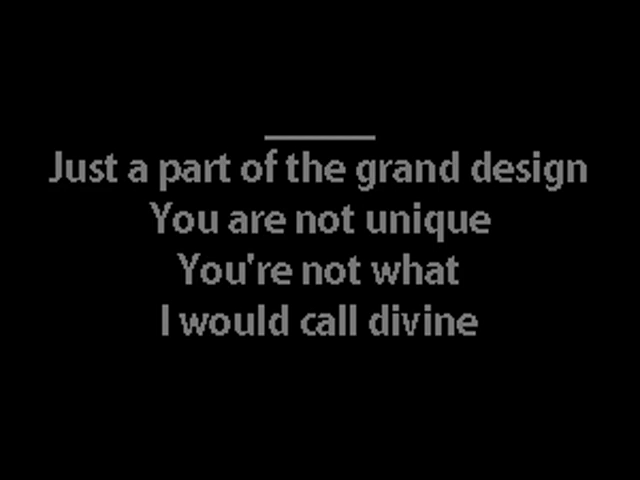 Just a part of the grand design
You are not unique
You're not what
I would call divine